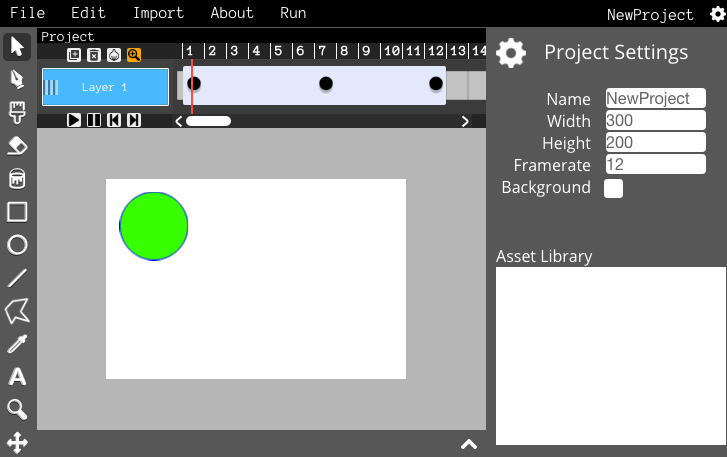 File Edit Import About Run NewProject
Project
1 2 3 4 5 6 7 8 9 10 11 12 13 14
Layer 1
Project Settings
Name NewProject
Width 300
Height 200
Framerate 12
Background
Asset Library
A